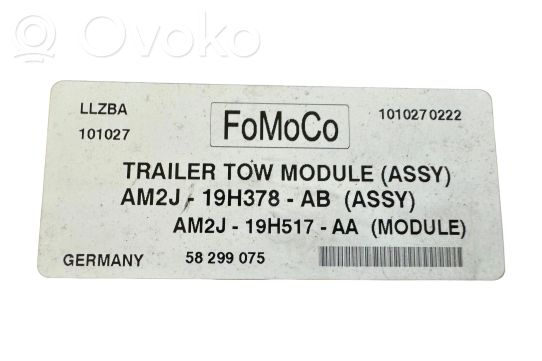 Ovoko
LLZBA
101027
FoMoCo
1010270222
TRAILER TOW MODULE (ASSY)
AM2J - 19H378 - AB (ASSY)
AM2J - 19H517 - AA (MODULE)
GERMANY
58 299 075